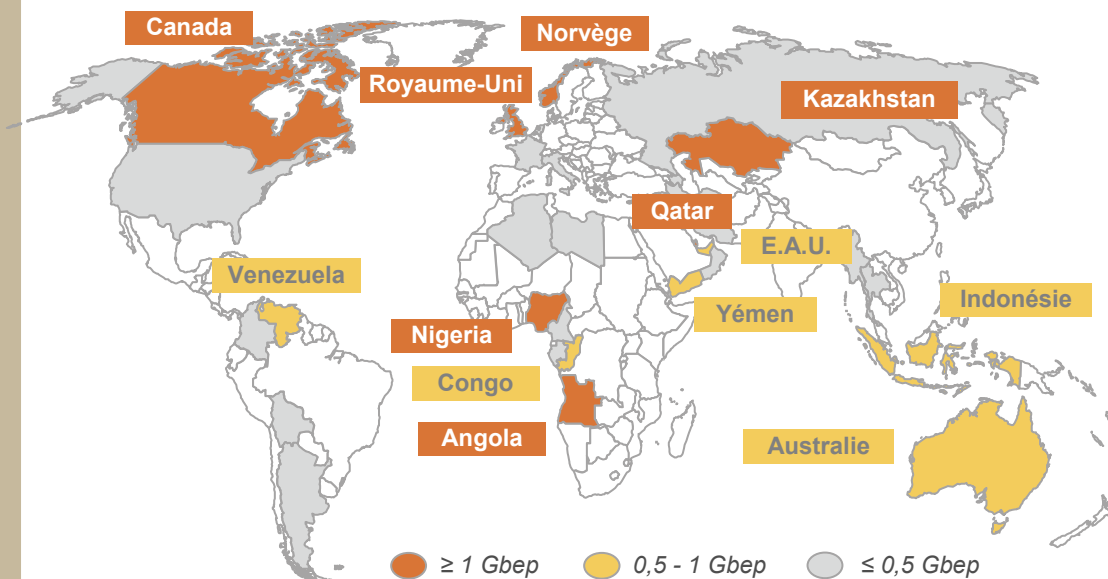 Canada
Norvège
Royaume-Uni
Kazakhstan
Qatar
E.A.U.
Venezuela
Indonésie
Yémen
Nigeria
Congo
Angola
Australie
≥ 1 Gbep
0,5 - 1 Gbep
≤ 0,5 Gbep